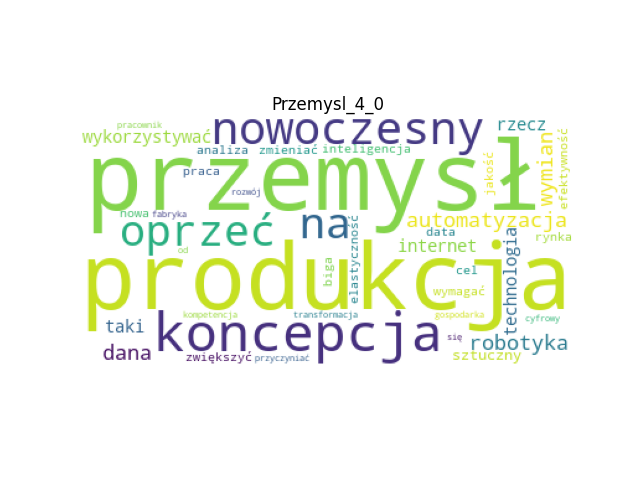 Przemysl_4_0
pracownik
nowoczesny
rzecz
wykorzystywać
analiza
zmieniać
inteligencja
przemysł
wymian
efektywność
jakość
praca
rozwój
nowa
fabryka
oprzeć
na
automatyzacja
elastyczność
data
internet
rynka
technologia
od
produkcja
biga
cel
wymagać
kompetencja
transformacja
gospodarka
cyfrowy
taki
koncepcja
się
robotyka
dana
zwiększyć
przyczyniać
sztuczny